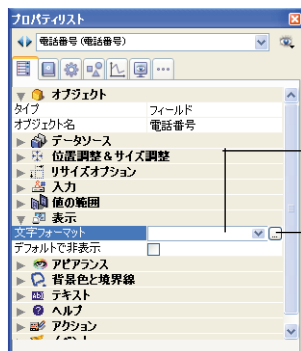 プロパティリスト
電話番号 (電話番号)
オブジェクト
タイプ フィールド
オブジェクト名 電話番号
データソース
位置調整＆サイズ調整
リサイズオプション
入力
値の範囲
表示
文字フォーマット
デフォルトで非表示
アピアランス
背景色と境界線
テキスト
ヘルプ
アクション